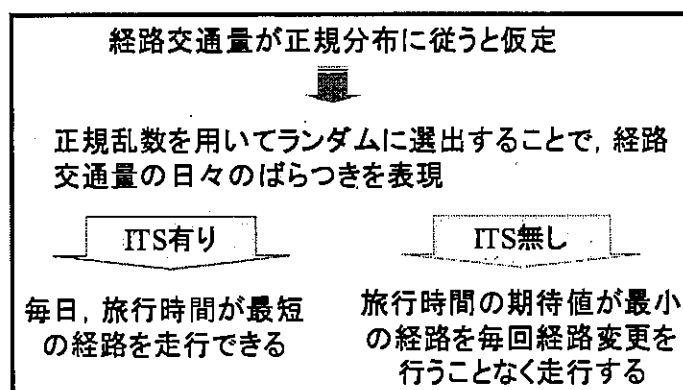 経路交通量が正規分布に従うと仮定
正規乱数を用いてランダムに選出することで, 経路
交通量の日々のばらつきを表現
ITS有り
毎日, 旅行時間が最短
の経路を走行できる
ITS無し
旅行時間の期待値が最小
の経路を毎回経路変更を
行うことなく走行する